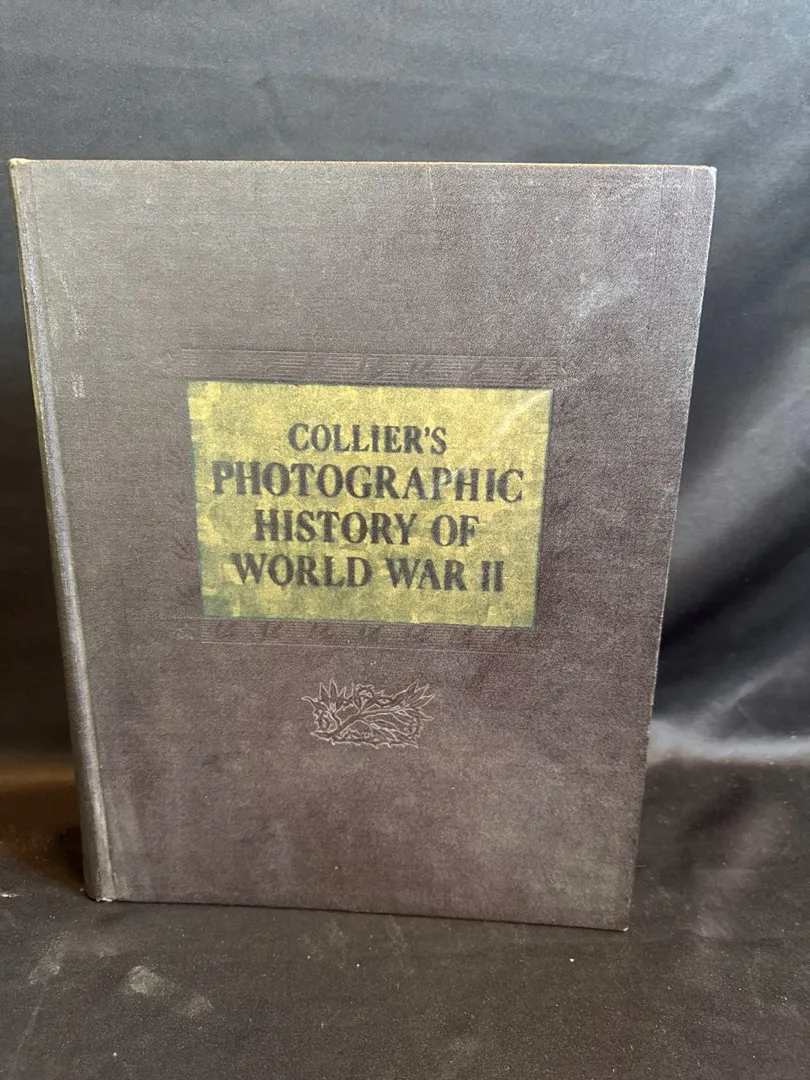 COLLIER'S
PHOTOGRAPHIC
HISTORY OF
WORLD WAR II